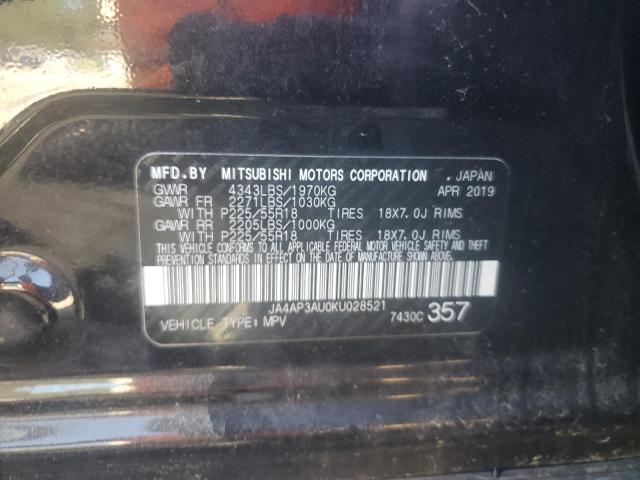 MFD.BY MITSUBISHI MOTORS CORPORATION , JAPAN
GVWR 4343LBS/1970KG APR 2019
GAWR FR 2271LBS/1030KG
WITH P225/55R18 TIRES 18X7.0J RIMS
GAWR RR 2205LBS/1000KG
WITH P225/55R18 TIRES 18X7.0J RIMS
THIS VEHICLE CONFORMS TO ALL APPLICABLE FEDERAL MOTOR VEHICLE SAFETY AND THEFT
PREVENTION STANDARDS IN EFFECT ON THE DATE OF MANUFACTURE SHOWN ABOVE.
JA4AP3AU0KU028521
VEHICLE TYPE: MPV 7430C 357